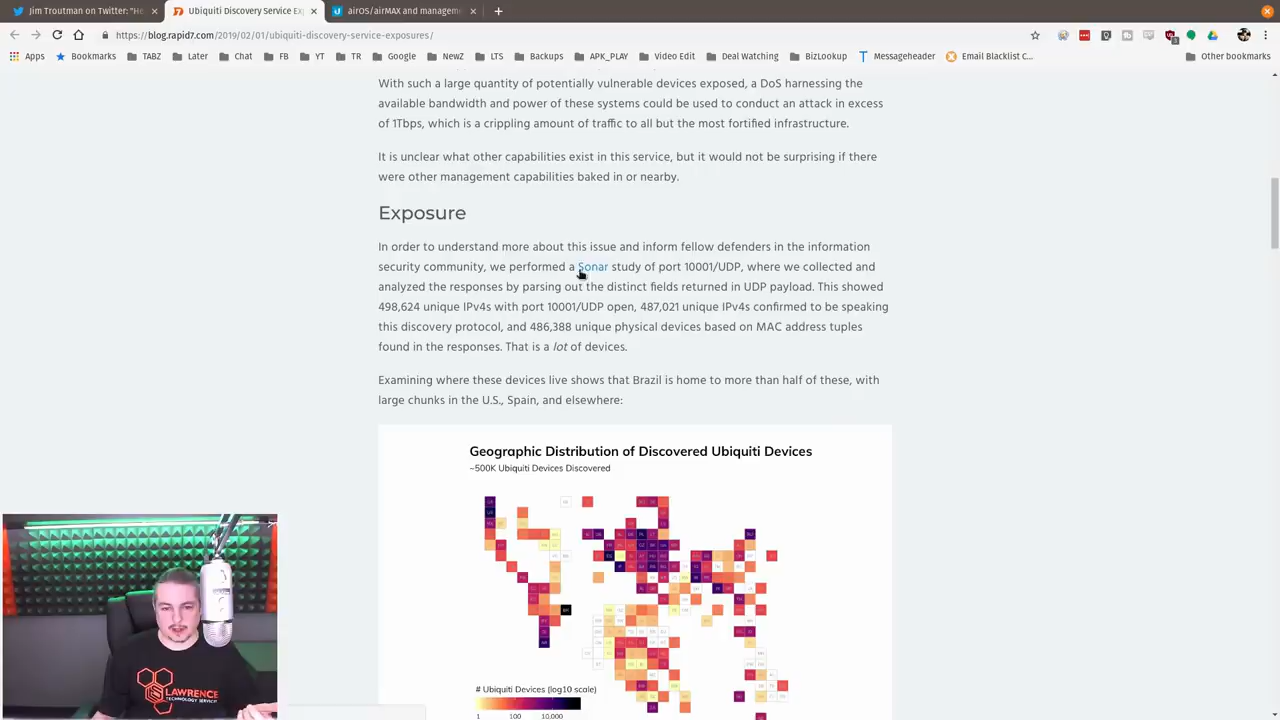 Jim Troutman on Twitter: "He
Ubiquiti Discovery Service Ex
airOS/airMAX and managem
https://blog.rapid7.com/2019/02/01/ubiquiti-discovery-service-exposures/
Apps Bookmarks TABZ Later Chat FB YT TR Google NewZ LTS Backups APK_PLAY Video Edit Deal Watching BizLookup Messageheader Email Blacklist C... Other bookmarks
With such a large quantity of potentially vulnerable devices exposed, a DoS harnessing the
available bandwidth and power of these systems could be used to conduct an attack in excess
of 1Tbps, which is a crippling amount of traffic to all but the most fortified infrastructure.
It is unclear what other capabilities exist in this service, but it would not be surprising if there
were other management capabilities baked in or nearby.
Exposure
In order to understand more about this issue and inform fellow defenders in the information
security community, we performed a Sonar study of port 10001/UDP, where we collected and
analyzed the responses by parsing out the distinct fields returned in UDP payload. This showed
498,624 unique IPv4s with port 10001/UDP open, 487,021 unique IPv4s confirmed to be speaking
this discovery protocol, and 486,388 unique physical devices based on MAC address tuples
found in the responses. That is a lot of devices.
Examining where these devices live shows that Brazil is home to more than half of these, with
large chunks in the U.S., Spain, and elsewhere:
Geographic Distribution of Discovered Ubiquiti Devices
~500K Ubiquiti Devices Discovered
# Ubiquiti Devices (log10 scale)
1 100 10,000
LAWRENCE
TECHNOLOGY SERVICES